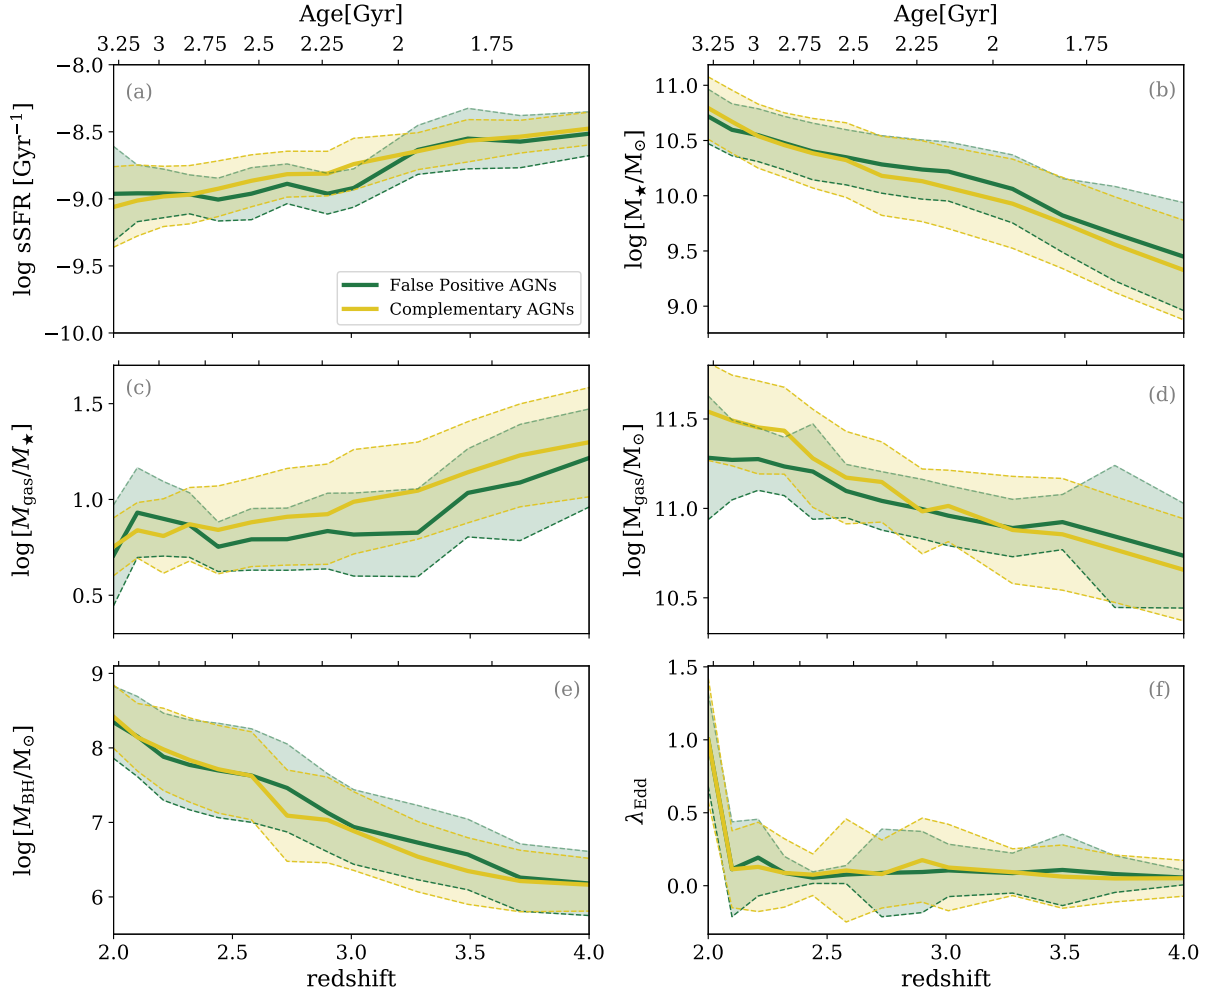 Age[Gyr] Age[Gyr]
3.25 3 2.75 2.5 2.25 2 1.75 3.25 3 2.75 2.5 2.25 2 1.75
−8.0
−8.5
−9.0
−9.5
−10.0
log sSFR [Gyr⁻¹]
(a)
False Positive AGNs
Complementary AGNs
11.0
10.5
10.0
9.5
9.0
log [M★/M⊙]
(b)
1.5
1.0
0.5
log [M_gas/M★]
(c)
11.5
11.0
10.5
log [M_gas/M⊙]
(d)
9
8
7
6
log [M_BH/M⊙]
(e)
2.0 2.5 3.0 3.5 4.0
redshift
1.5
1.0
0.5
0.0
λ_Edd
(f)
2.0 2.5 3.0 3.5 4.0
redshift